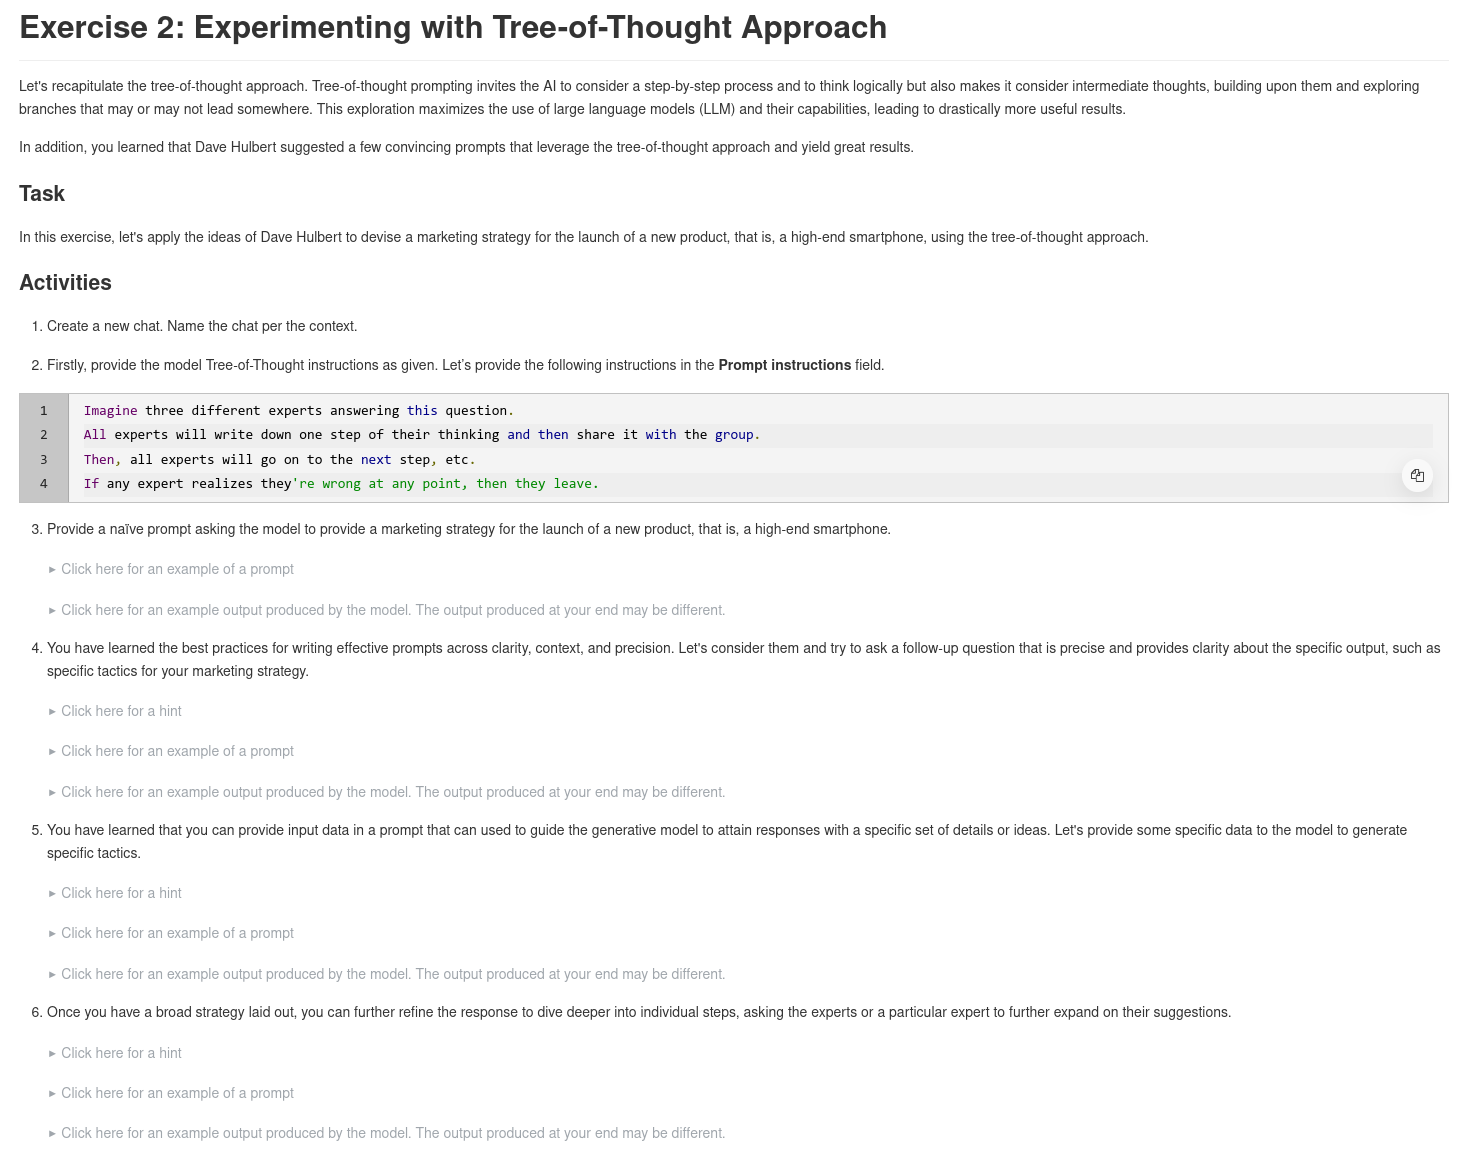 Exercise 2: Experimenting with Tree-of-Thought Approach
Let's recapitulate the tree-of-thought approach. Tree-of-thought prompting invites the AI to consider a step-by-step process and to think logically but also makes it consider intermediate thoughts, building upon them and exploring
branches that may or may not lead somewhere. This exploration maximizes the use of large language models (LLM) and their capabilities, leading to drastically more useful results.
In addition, you learned that Dave Hulbert suggested a few convincing prompts that leverage the tree-of-thought approach and yield great results.
Task
In this exercise, let's apply the ideas of Dave Hulbert to devise a marketing strategy for the launch of a new product, that is, a high-end smartphone, using the tree-of-thought approach.
Activities
1. Create a new chat. Name the chat per the context.
2. Firstly, provide the model Tree-of-Thought instructions as given. Let's provide the following instructions in the Prompt instructions field.
1 Imagine three different experts answering this question.
2 All experts will write down one step of their thinking and then share it with the group.
3 Then, all experts will go on to the next step, etc.
4 If any expert realizes they're wrong at any point, then they leave.
3. Provide a naïve prompt asking the model to provide a marketing strategy for the launch of a new product, that is, a high-end smartphone.
► Click here for an example of a prompt
► Click here for an example output produced by the model. The output produced at your end may be different.
4. You have learned the best practices for writing effective prompts across clarity, context, and precision. Let's consider them and try to ask a follow-up question that is precise and provides clarity about the specific output, such as
specific tactics for your marketing strategy.
► Click here for a hint
► Click here for an example of a prompt
► Click here for an example output produced by the model. The output produced at your end may be different.
5. You have learned that you can provide input data in a prompt that can used to guide the generative model to attain responses with a specific set of details or ideas. Let's provide some specific data to the model to generate
specific tactics.
► Click here for a hint
► Click here for an example of a prompt
► Click here for an example output produced by the model. The output produced at your end may be different.
6. Once you have a broad strategy laid out, you can further refine the response to dive deeper into individual steps, asking the experts or a particular expert to further expand on their suggestions.
► Click here for a hint
► Click here for an example of a prompt
► Click here for an example output produced by the model. The output produced at your end may be different.